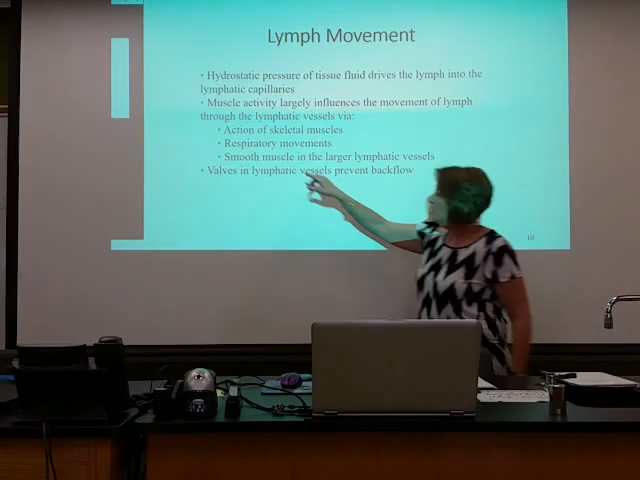 Lymph Movement
• Hydrostatic pressure of tissue fluid drives the lymph into the
lymphatic capillaries
• Muscle activity largely influences the movement of lymph
through the lymphatic vessels via:
• Action of skeletal muscles
• Respiratory movements
• Smooth muscle in the larger lymphatic vessels
• Valves in lymphatic vessels prevent backflow
10